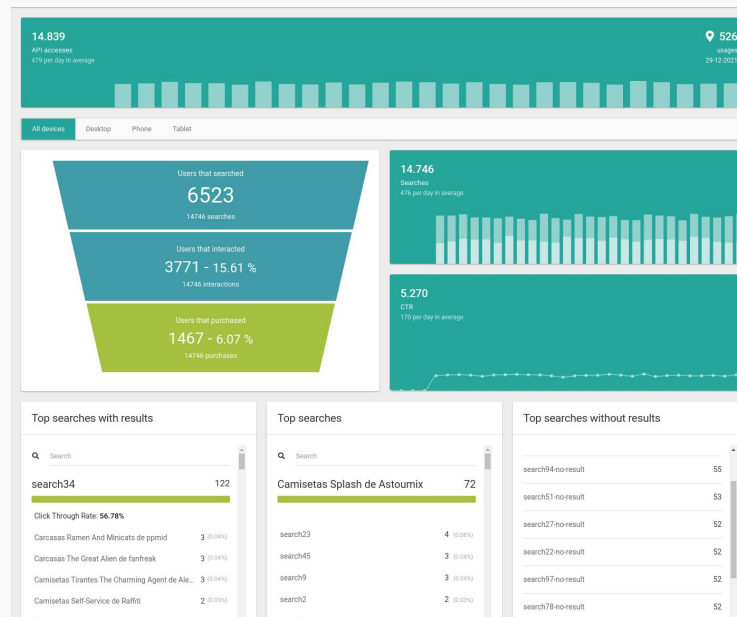 14.839
API accesses
479 per day in average
526
usages
29-12-2021
All devices Desktop Phone Tablet
Users that searched
6523
14746 searches
Users that interacted
3771 - 15.61 %
14746 interactions
Users that purchased
1467 - 6.07 %
14746 purchases
14.746
Searches
476 per day in average
5.270
CTR
170 per day in average
Top searches with results
Search
search34 122
Click Through Rate: 56.78%
Carcasas Ramen And Minicats de ppmid 3 (0.04%)
Carcasas The Great Alien de fanfreak 3 (0.04%)
Camisetas Tirantes The Charming Agent de Ale... 3 (0.04%)
Camisetas Self-Service de Raffiti 2 (0.03%)
Top searches
Search
Camisetas Splash de Astoumix 72
search23 4 (0.06%)
search45 3 (0.04%)
search9 3 (0.04%)
search2 2 (0.03%)
Top searches without results
search94-no-result 55
search51-no-result 53
search27-no-result 52
search22-no-result 52
search97-no-result 52
search78-no-result 52